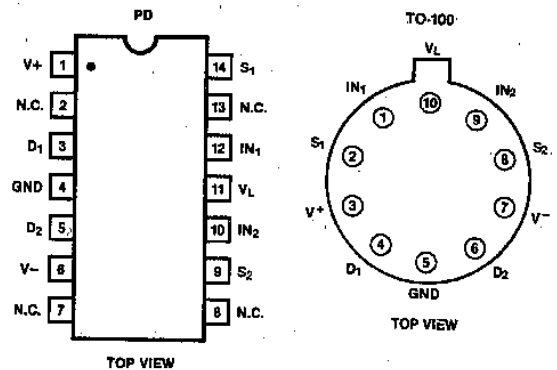 PD
V+ 1 14 S1
N.C. 2 13 N.C.
D1 3 12 IN1
GND 4 11 VL
D2 5 10 IN2
V− 6 9 S2
N.C. 7 8 N.C.
TOP VIEW
TO-100
VL
IN1 10 IN2
1 9
S1 2 8 S2
V+ 3 7 V−
4 6
D1 5 D2
GND
TOP VIEW